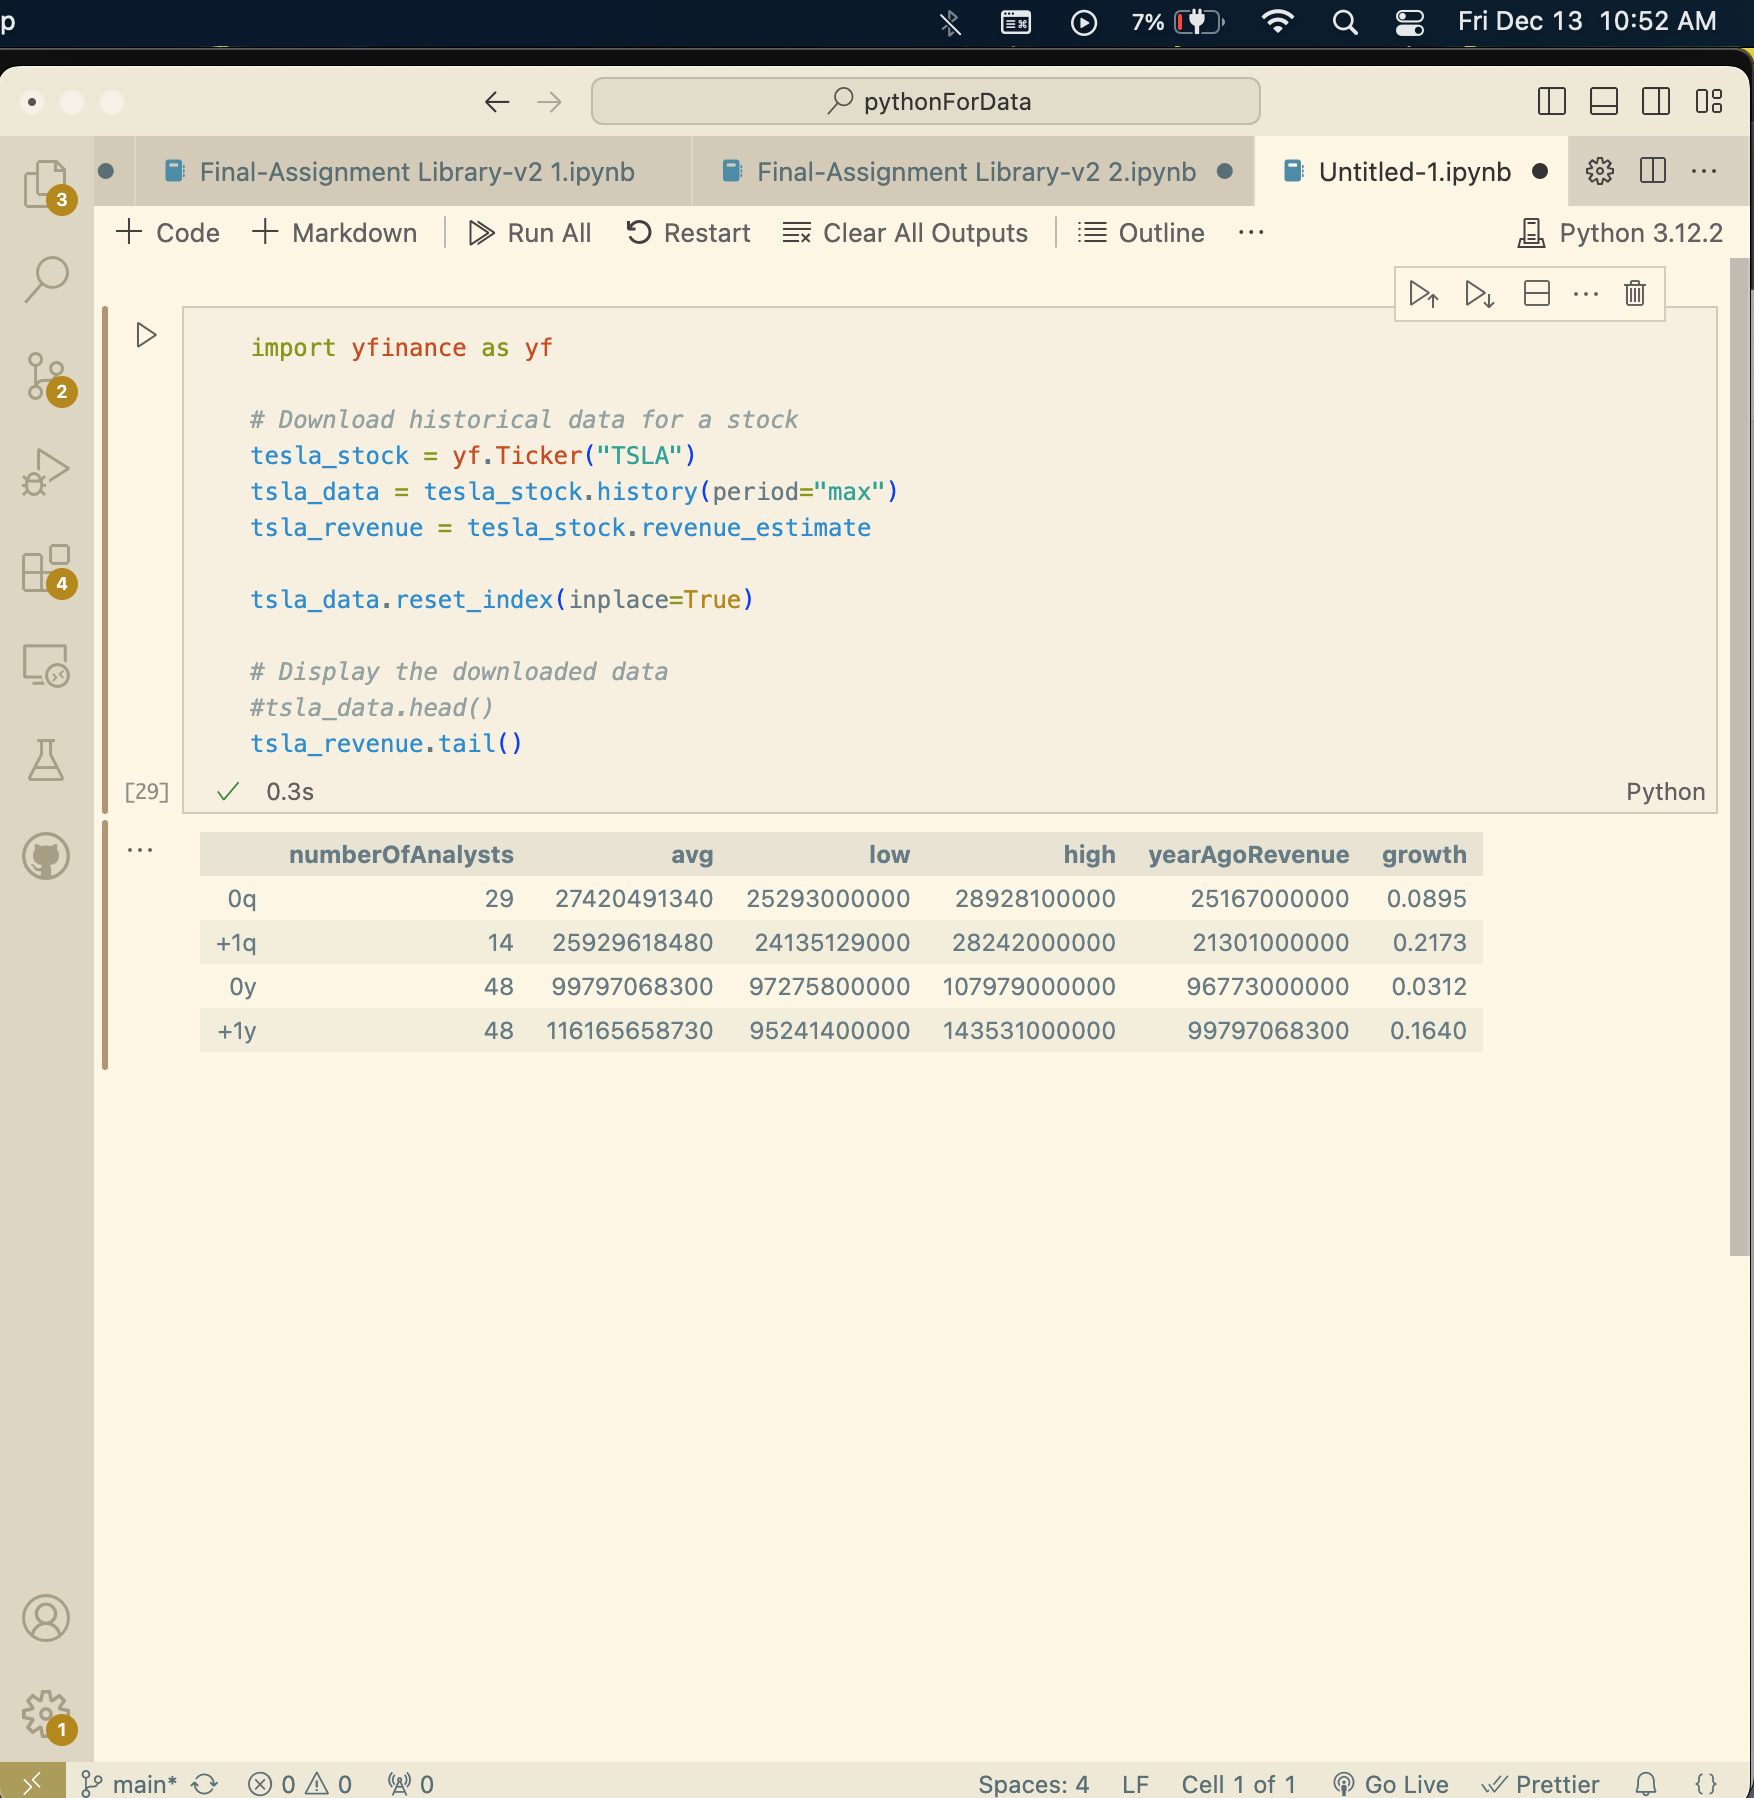 p 7% Fri Dec 13 10:52 AM
pythonForData
Final-Assignment Library-v2 1.ipynb Final-Assignment Library-v2 2.ipynb Untitled-1.ipynb ...
3
+ Code + Markdown Run All Restart Clear All Outputs Outline ... Python 3.12.2
...
import yfinance as yf
2
# Download historical data for a stock
tesla_stock = yf.Ticker("TSLA")
tsla_data = tesla_stock.history(period="max")
tsla_revenue = tesla_stock.revenue_estimate
4
tsla_data.reset_index(inplace=True)
# Display the downloaded data
#tsla_data.head()
tsla_revenue.tail()
[29] 0.3s Python
... numberOfAnalysts avg low high yearAgoRevenue growth
0q 29 27420491340 25293000000 28928100000 25167000000 0.0895
+1q 14 25929618480 24135129000 28242000000 21301000000 0.2173
0y 48 99797068300 97275800000 107979000000 96773000000 0.0312
+1y 48 116165658730 95241400000 143531000000 99797068300 0.1640
1
main* 0 0 0 Spaces: 4 LF Cell 1 of 1 Go Live Prettier {}